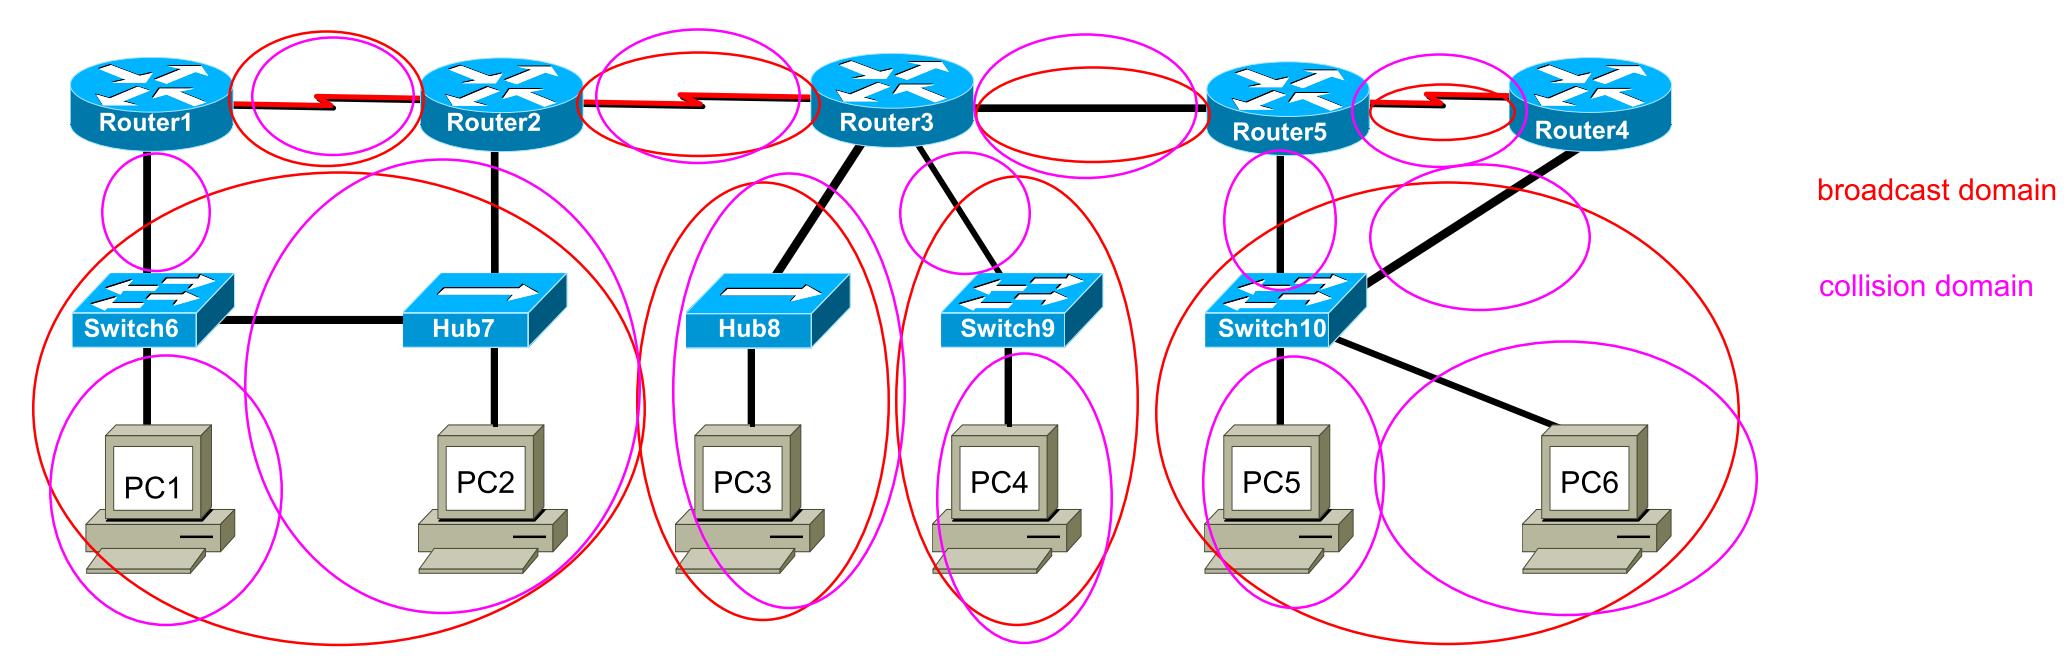 Router1
Router2
Router3
Router5
Router4
broadcast domain
collision domain
Switch6
Hub7
Hub8
Switch9
Switch10
PC1
PC2
PC3
PC4
PC5
PC6